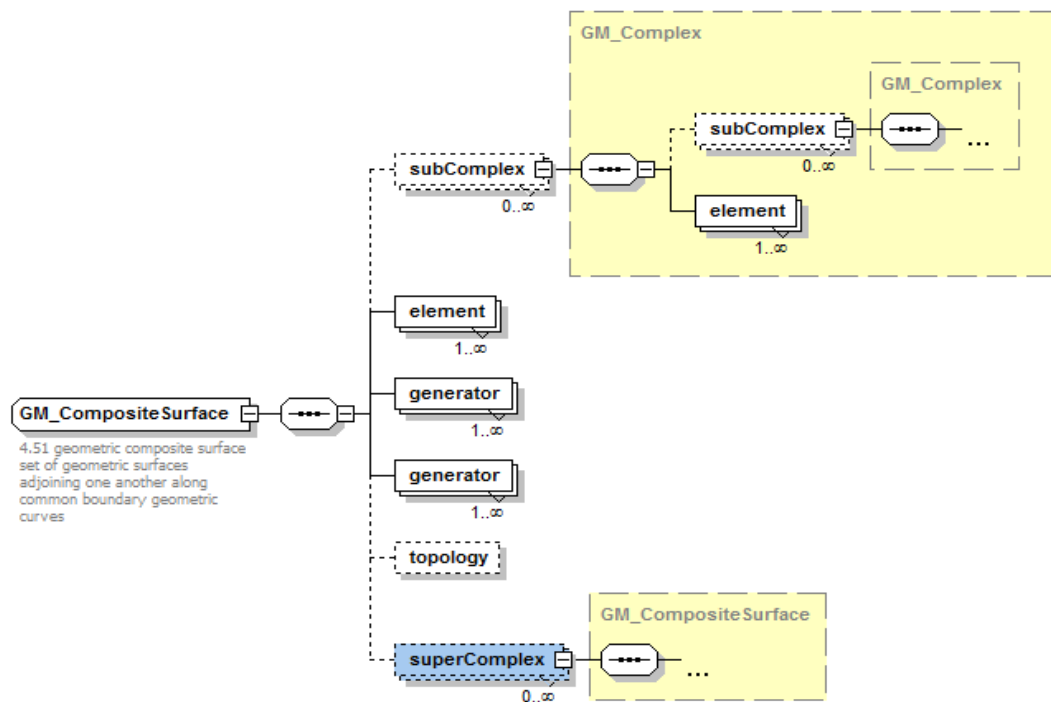 GM_Complex
GM_Complex
subComplex
...
0..∞
subComplex
0..∞
element
1..∞
element
1..∞
generator
1..∞
GM_CompositeSurface
4.51 geometric composite surface
set of geometric surfaces
adjoining one another along
common boundary geometric
curves
generator
1..∞
topology
GM_CompositeSurface
superComplex
...
0..∞